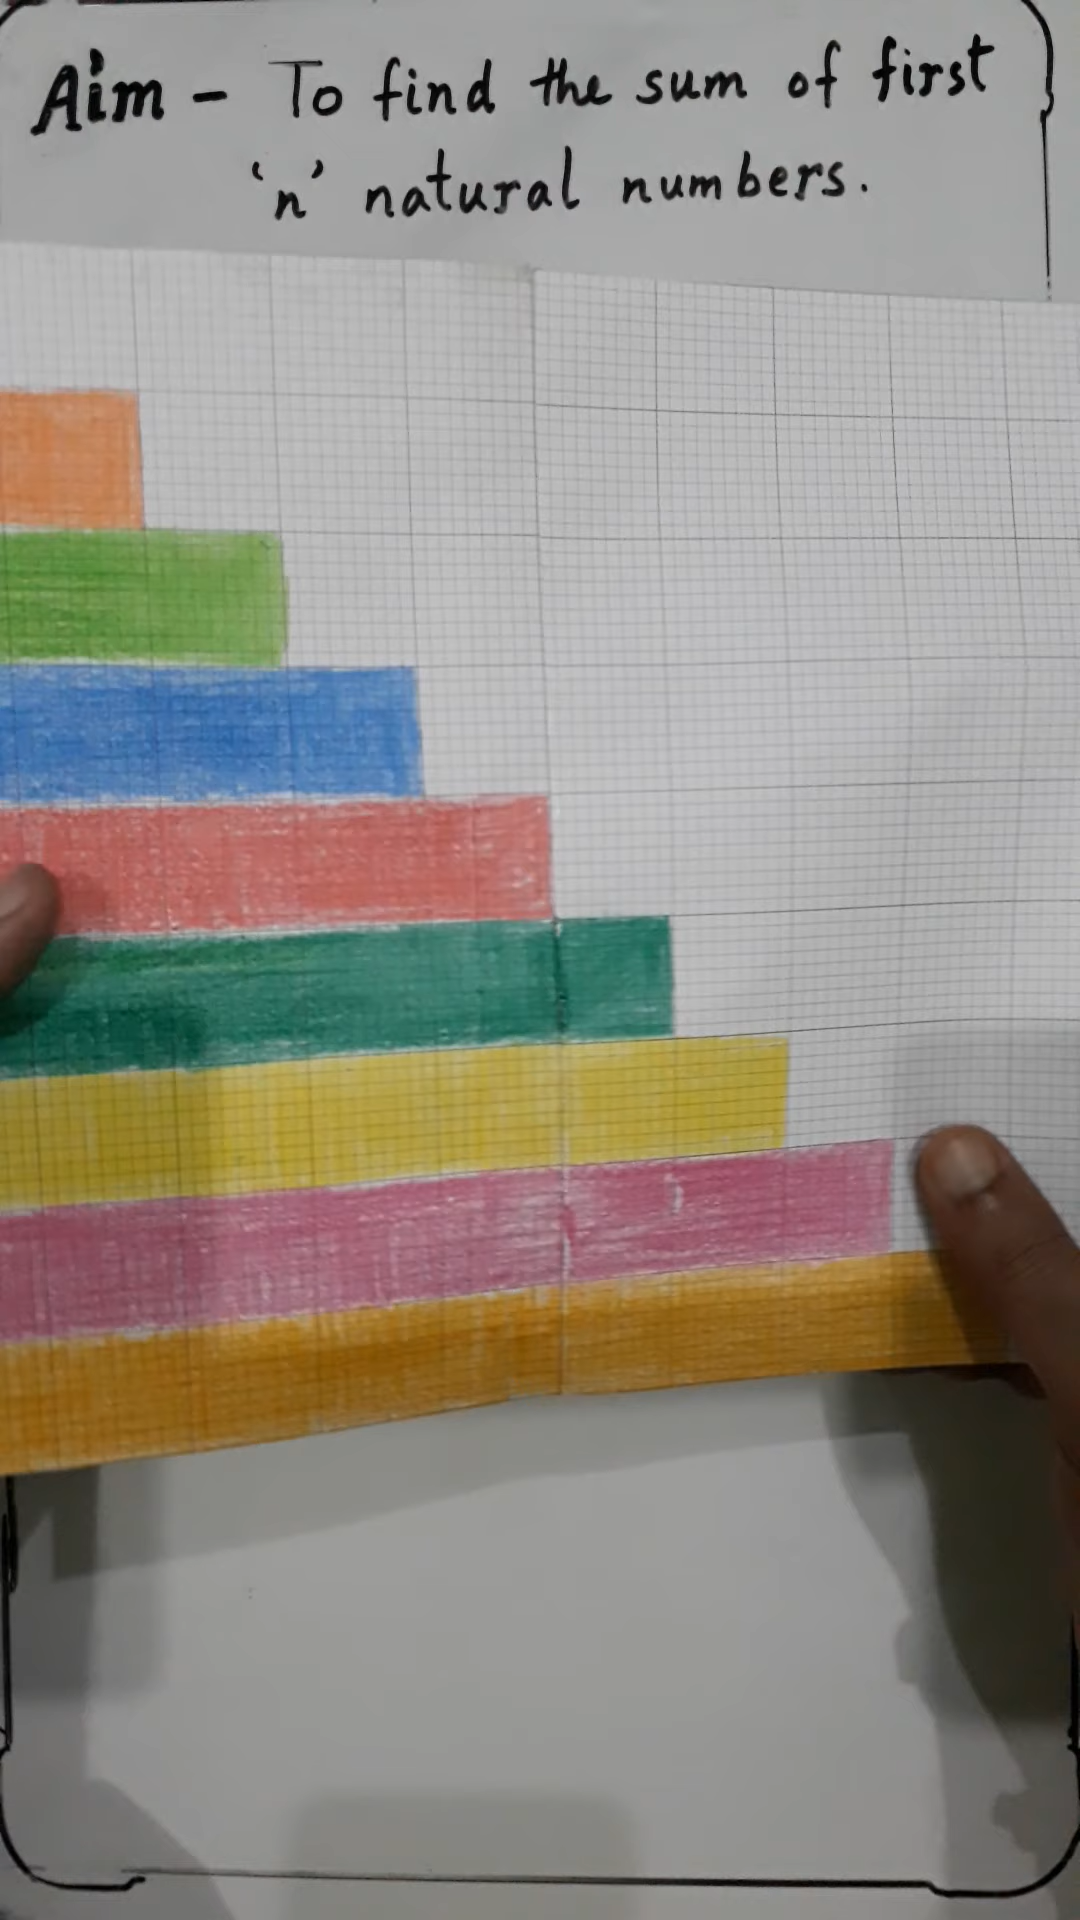 Aim - To find the sum of first
'n' natural numbers.